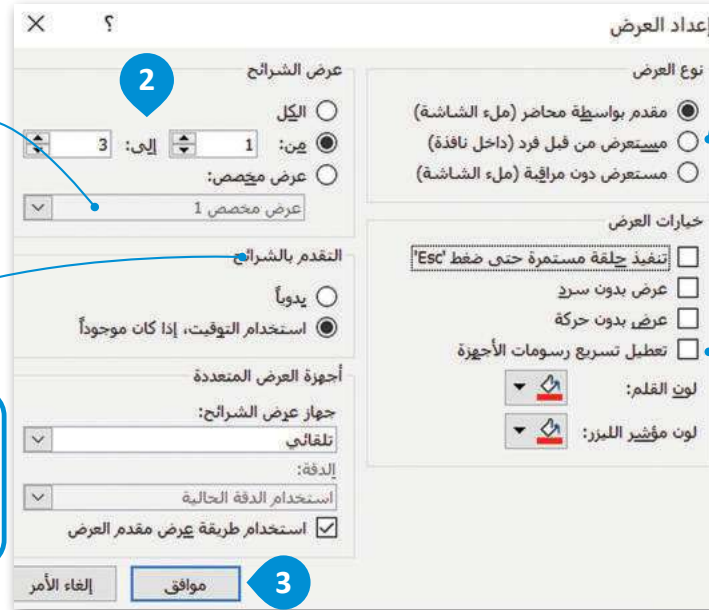 إعداد العرض
؟
نوع العرض
مقدم بواسطة محاضر (ملء الشاشة)
مستعرض من قبل فرد (داخل نافذة)
مستعرض دون مراقبة (ملء الشاشة)
خيارات العرض
تنفيذ حلقة مستمرة حتى ضغط 'Esc'
عرض بدون سرد
عرض بدون حركة
تعطيل تسريع رسومات الأجهزة
لون القلم:
لون مؤشر الليزر:
عرض الشرائح
2
الكل
من: 1 إلى: 3
عرض مخصص:
عرض مخصص 1
التقدم بالشرائح
يدوياً
استخدام التوقيت، إذا كان موجوداً
أجهزة العرض المتعددة
جهاز عرض الشرائح:
تلقائي
الدقة:
استخدام الدقة الحالية
استخدام طريقة عرض مقدم العرض
3
موافق
إلغاء الأمر